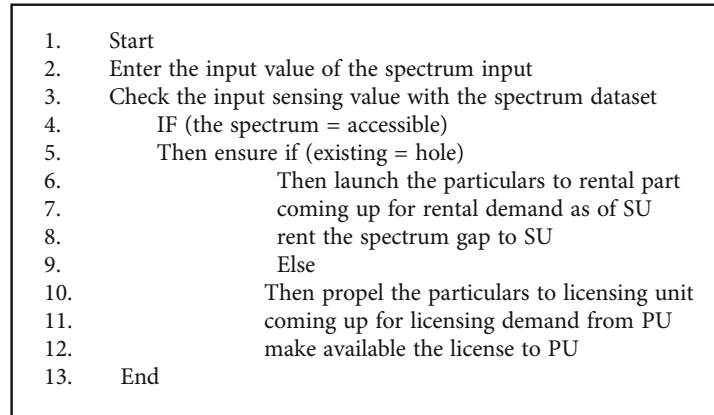 1. Start
2. Enter the input value of the spectrum input
3. Check the input sensing value with the spectrum dataset
4. IF (the spectrum = accessible)
5. Then ensure if (existing = hole)
6. Then launch the particulars to rental part
7. coming up for rental demand as of SU
8. rent the spectrum gap to SU
9. Else
10. Then propel the particulars to licensing unit
11. coming up for licensing demand from PU
12. make available the license to PU
13. End